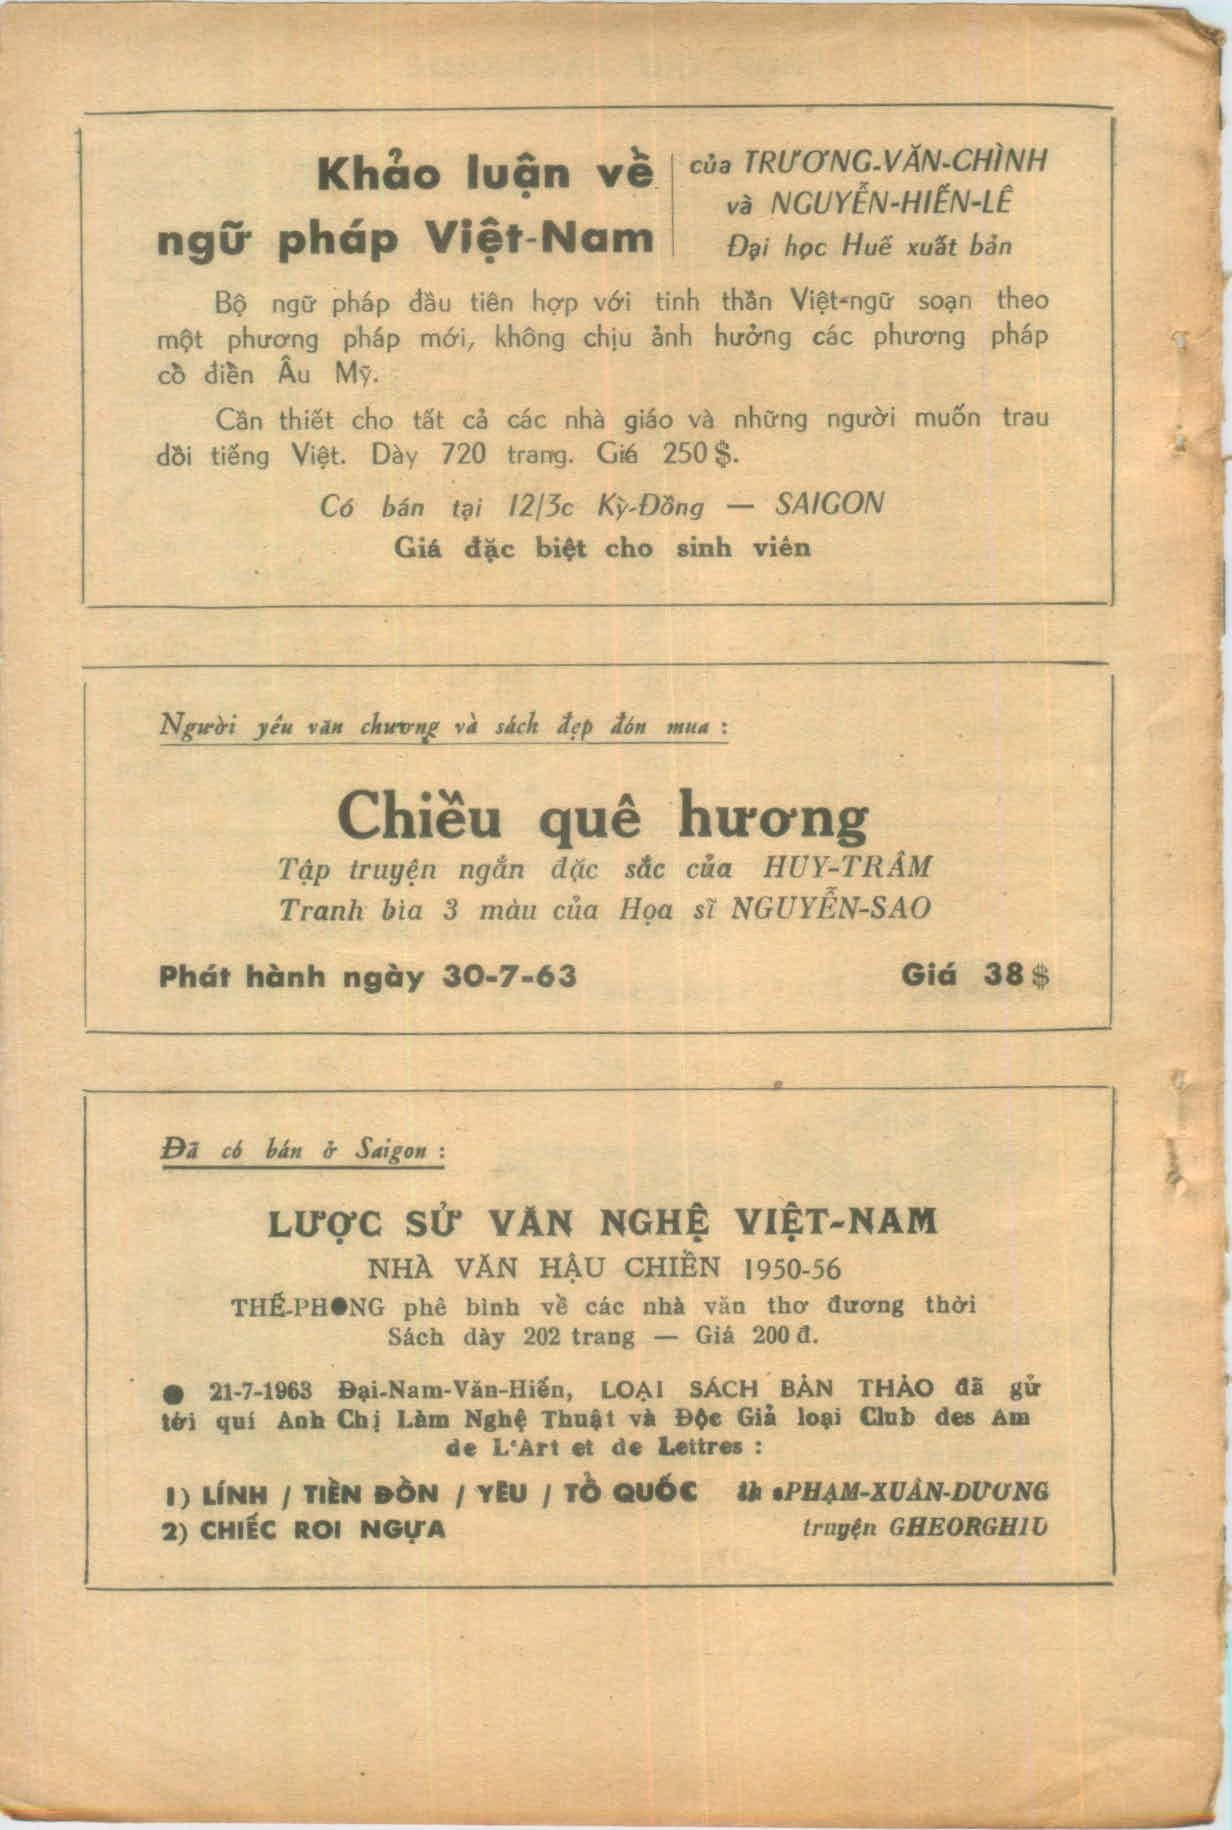 Khảo luận về
ngữ pháp Việt-Nam
của TRƯƠNG-VĂN-CHÌNH
và NGUYỄN-HIẾN-LÊ
Đại học Huế xuất bản
Bộ ngữ pháp đầu tiên hợp với tinh thần Việt-ngữ soạn theo
một phương pháp mới, không chịu ảnh hưởng các phương pháp
cổ điển Âu Mỹ.
Cần thiết cho tất cả các nhà giáo và những người muốn trau
dồi tiếng Việt. Dày 720 trang. Giá 250$.
Có bán tại 12/3c Kỳ-Đồng — SAIGON
Giá đặc biệt cho sinh viên
Người yêu văn chương và sách đẹp đón mua :
Chiều quê hương
Tập truyện ngắn đặc sắc của HUY-TRÂM
Tranh bìa 3 màu của Họa sĩ NGUYỄN-SAO
Phát hành ngày 30-7-63 Giá 38$
Đã có bán ở Saigon :
LƯỢC SỬ VĂN NGHỆ VIỆT-NAM
NHÀ VĂN HẬU CHIẾN 1950-56
THẾ-PHONG phê bình về các nhà văn thơ đương thời
Sách dày 202 trang — Giá 200 đ.
● 21-7-1963 Đại-Nam-Văn-Hiến, LOẠI SÁCH BẢN THẢO đã gử
tới quí Anh Chị Làm Nghệ Thuật và Độc Giả loại Club des Am
de L'Art et de Lettres :
1) LÍNH / TIỀN ĐỒN / YÊU / TỔ QUỐC PHẠM-XUÂN-DƯƠNG
2) CHIẾC ROI NGỰA truyện GHEORGHIU